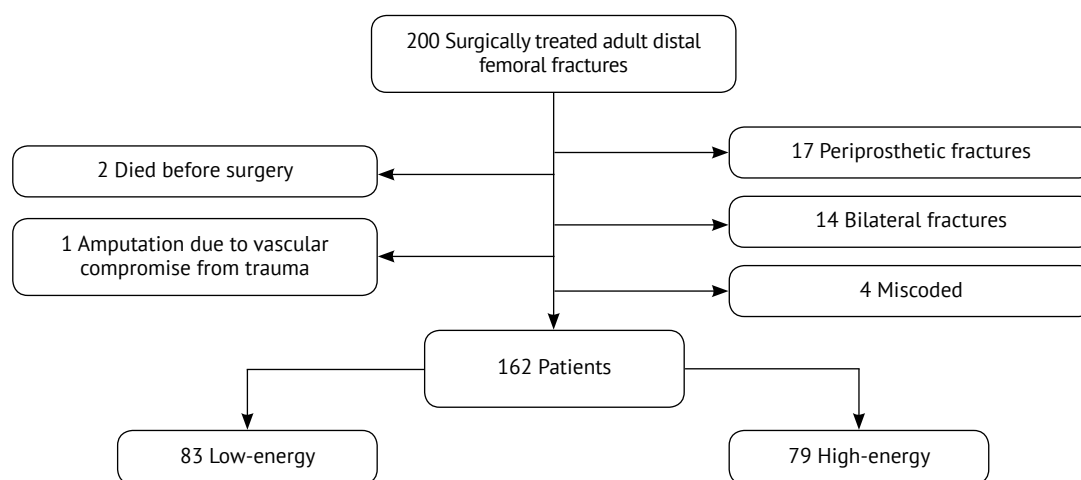 200 Surgically treated adult distal
femoral fractures
17 Periprosthetic fractures
2 Died before surgery
14 Bilateral fractures
1 Amputation due to vascular
compromise from trauma
4 Miscoded
162 Patients
83 Low-energy
79 High-energy